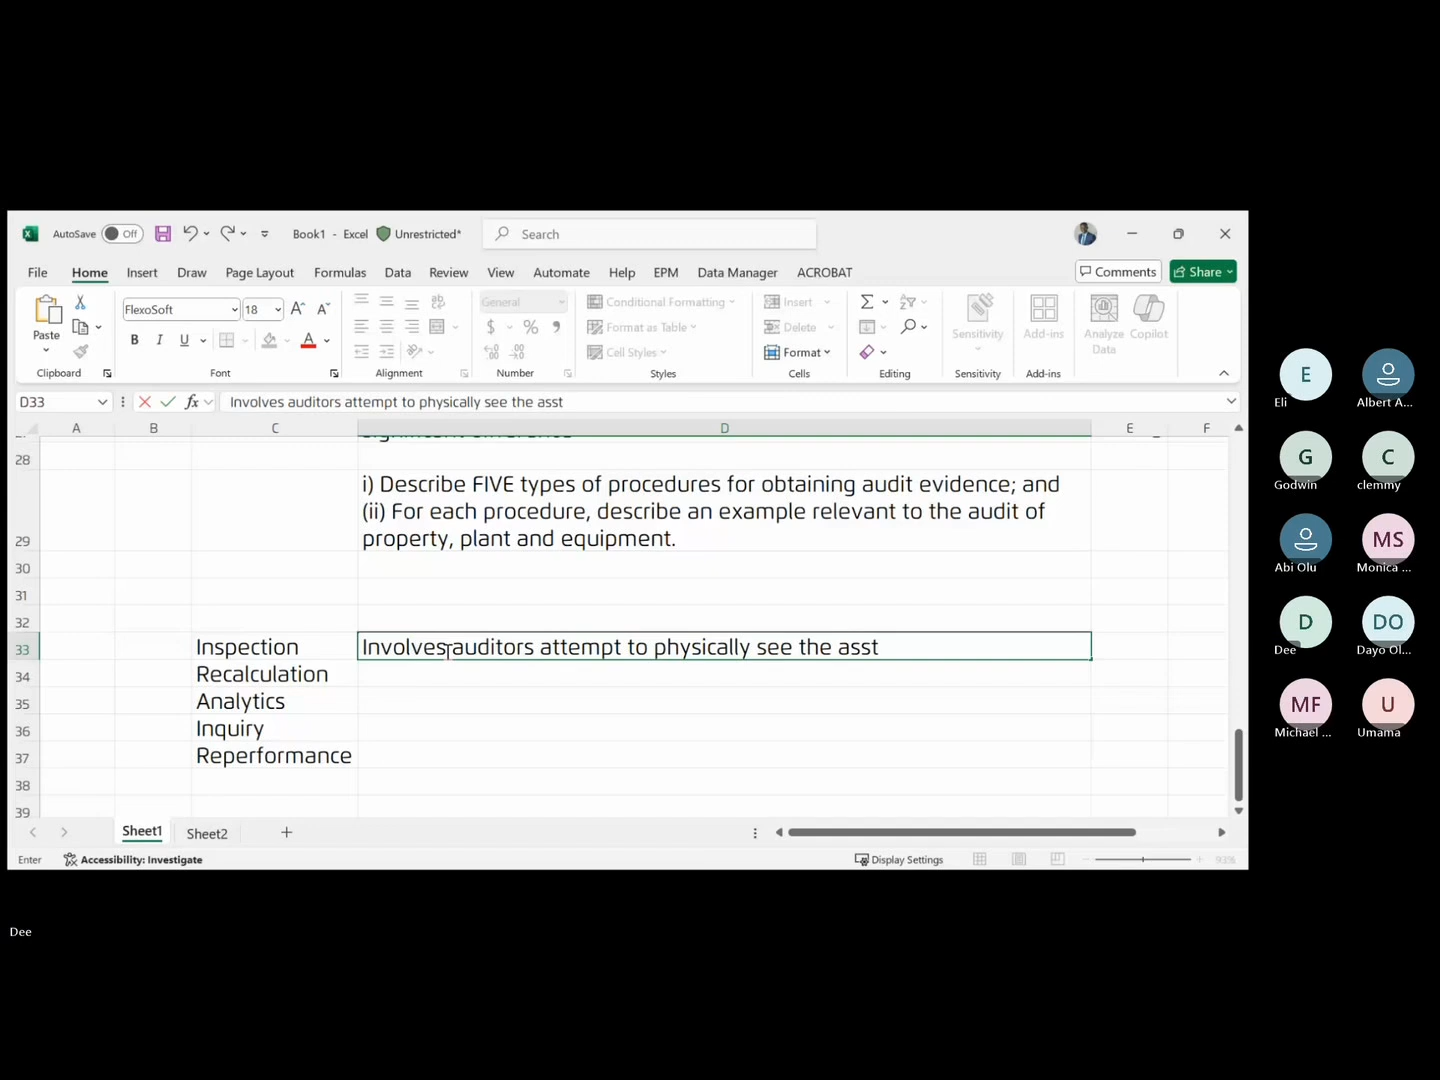 AutoSave Off Book1 - Excel Unrestricted* Search
File Home Insert Draw Page Layout Formulas Data Review View Automate Help EPM Data Manager ACROBAT Comments Share
Paste
Clipboard
FlexoSoft 18 A A
B I U A
Font
ab
Alignment
General
$ % 9
Number
Conditional Formatting
Format as Table
Cell Styles
Styles
Insert
Delete
Format
Cells
Editing
Sensitivity
Sensitivity
Add-ins
Add-ins
Analyze Data
Copilot
D33 fx Involves auditors attempt to physically see the asst
A B C D E F
28
29 i) Describe FIVE types of procedures for obtaining audit evidence; and
(ii) For each procedure, describe an example relevant to the audit of
property, plant and equipment.
30
31
32
33 Inspection Involves auditors attempt to physically see the asst
34 Recalculation
35 Analytics
36 Inquiry
37 Reperformance
38
39
Sheet1 Sheet2 +
Enter Accessibility: Investigate Display Settings 93%
E
Eli
Albert A...
G
Godwin
C
clemmy
Abi Olu
MS
Monica ...
D
Dee
DO
Dayo Ol...
MF
Michael ...
U
Umama
Dee